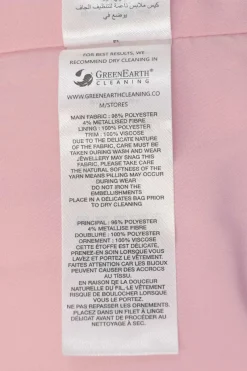 كيس ملابس ناعمة لتنظيف الجاف
يوضع في
FOR BEST RESULTS, WE
RECOMMEND DRY CLEANING IN
GREENEARTH
CLEANING
WWW.GREENEARTHCLEANING.CO
M/STORES
MAIN FABRIC : 96% POLYESTER
4% METALLISED FIBRE
LINING : 100% POLYESTER
TRIM : 100% VISCOSE
DUE TO THE DELICATE NATURE
OF THE FABRIC, CARE MUST BE
TAKEN DURING WASH AND WEAR
JEWELLERY MAY SNAG THIS
FABRIC, PLEASE TAKE CARE
THE NATURAL SOFTNESS OF THE
YARN MEANS PILLING MAY OCCUR
DURING WEAR
DO NOT IRON THE
EMBELLISHMENTS
PLACE IN A DELICATES BAG PRIOR
TO DRY CLEANING
PRINCIPAL : 96% POLYESTER
4% METALLISE FIBRE
DOUBLURE : 100% POLYESTER
ORNEMENT : 100% VISCOSE
CETTE ÉTOFFE EST DÉLICATE,
PRENEZ-EN SOIN LORSQUE VOUS
LAVEZ ET PORTEZ LE VÊTEMENT.
FAITES ATTENTION CAR LES BIJOUX
PEUVENT CAUSER DES ACCROCS
AU TISSU.
EN RAISON DE LA DOUCEUR
NATURELLE DU FIL, LE VÊTEMENT
RISQUE DE BOULOCHER LORSQUE
VOUS LE PORTEZ.
NE PAS REPASSER LES ORNEMENTS.
PLACEZ DANS UN FILET À LINGE
DÉLICAT AVANT DE PROCÉDER AU
NETTOYAGE À SEC.